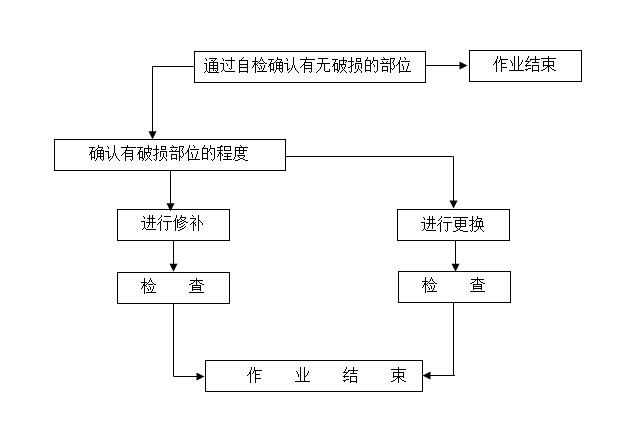 通过自检确认有无破损的部位
作业结束
确认有破损部位的程度
进行修补
进行更换
检 查
检 查
作 业 结 束